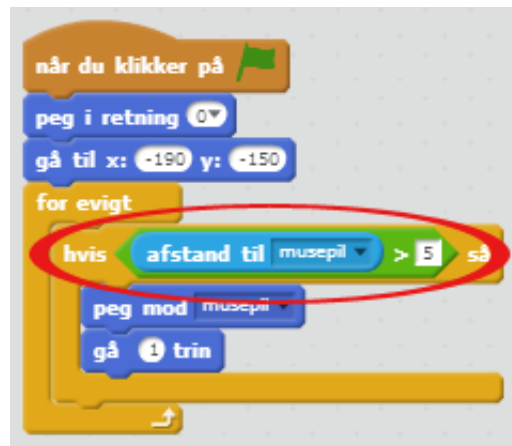 når du klikker på
peg i retning 0
gå til x: -190 y: -150
for evigt
hvis afstand til musepil > 5 så
peg mod musepil
gå 1 trin